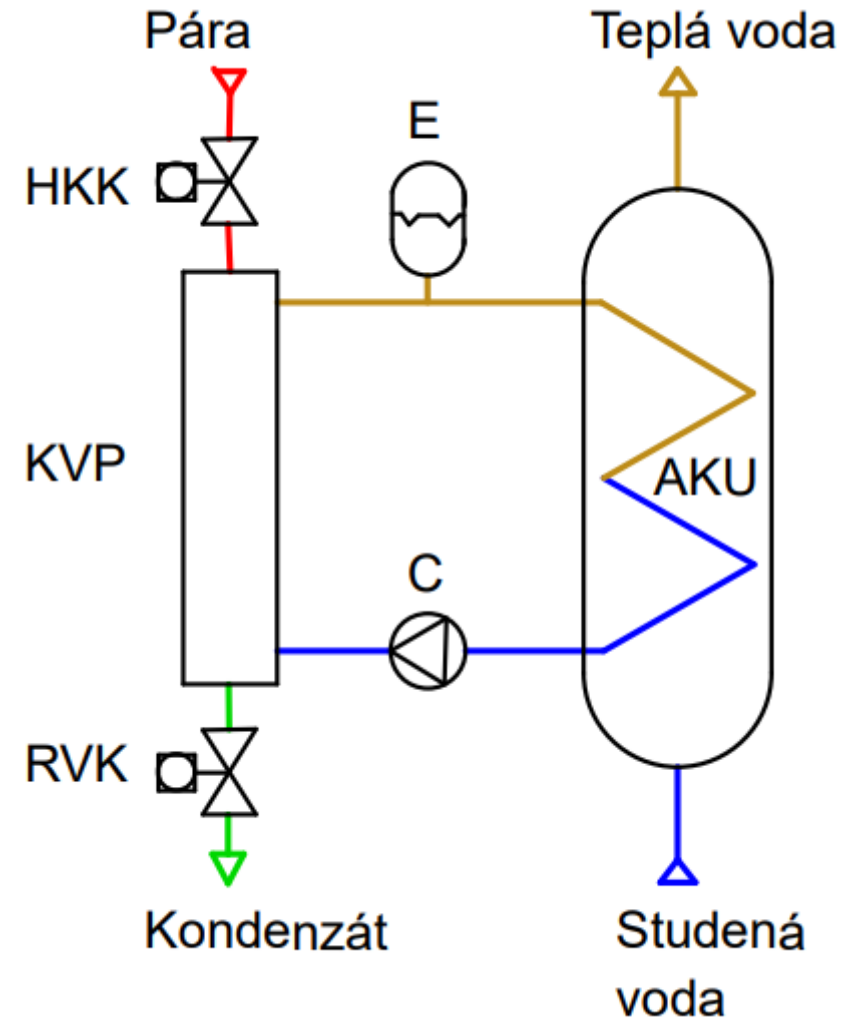 Pára
Teplá voda
E
HKK
KVP
AKU
C
RVK
Kondenzát
Studená
voda